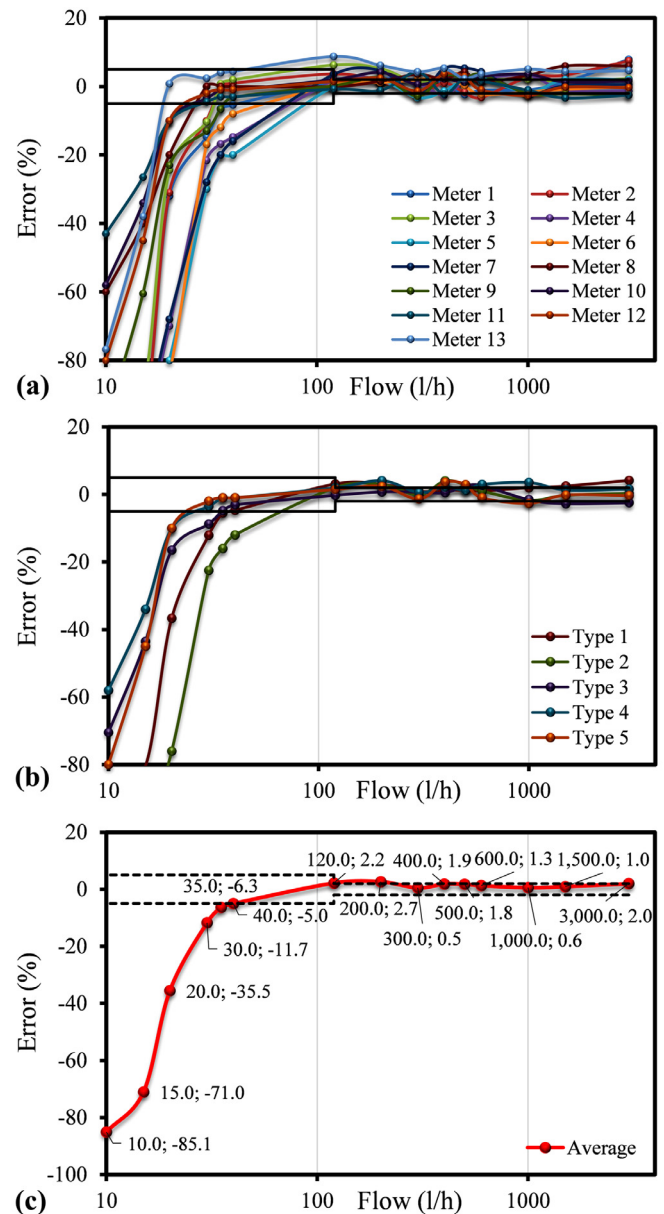 20
0
-20
-40
-60
-80
Error (%)
Meter 1 Meter 2
Meter 3 Meter 4
Meter 5 Meter 6
Meter 7 Meter 8
Meter 9 Meter 10
Meter 11 Meter 12
Meter 13
(a)
10 100 1000
Flow (l/h)
20
0
-20
-40
-60
-80
Error (%)
Type 1
Type 2
Type 3
Type 4
Type 5
(b)
10 100 1000
Flow (l/h)
20
0
-20
-40
-60
-80
-100
Error (%)
120.0; 2.2 400.0; 1.9 600.0; 1.3 1,500.0; 1.0
35.0; -6.3
40.0; -5.0 200.0; 2.7 500.0; 1.8 3,000.0; 2.0
30.0; -11.7 300.0; 0.5 1,000.0; 0.6
20.0; -35.5
15.0; -71.0
10.0; -85.1
Average
(c)
10 100 1000
Flow (l/h)